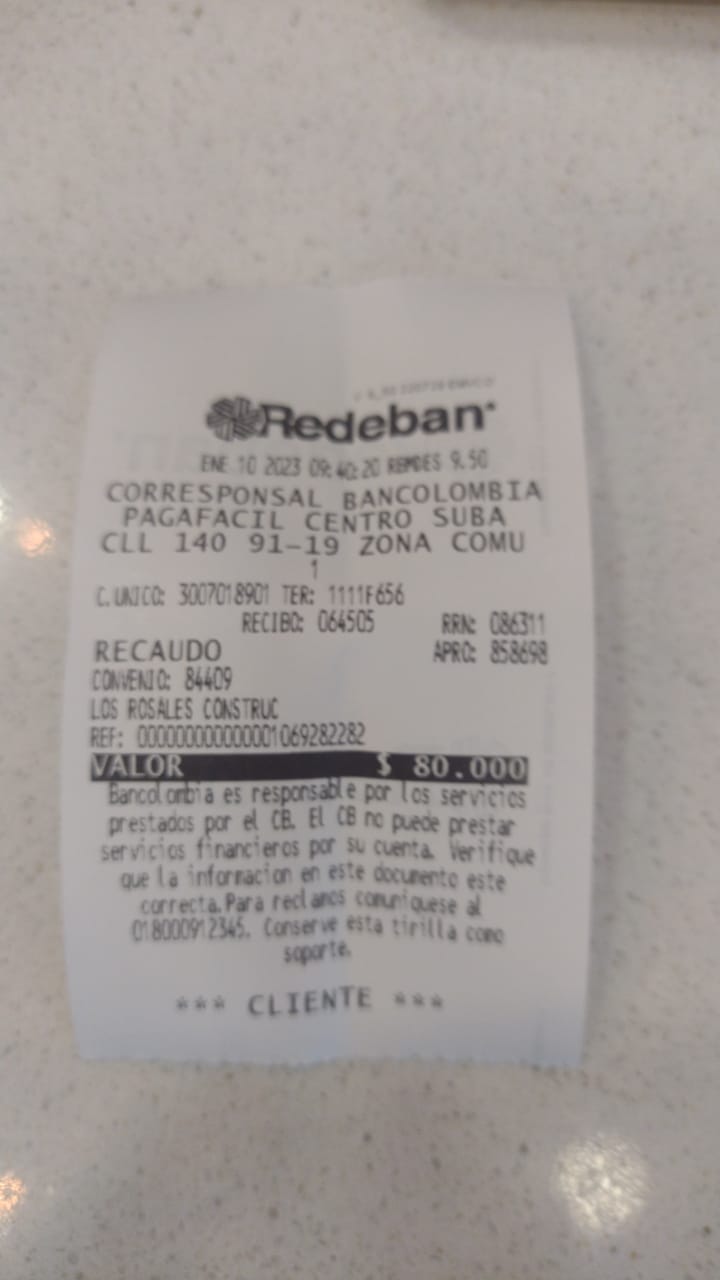 Redeban
ENE 10 2023 09:40:20 RBMDES 9.50
CORRESPONSAL BANCOLOMBIA
PAGAFACIL CENTRO SUBA
CLL 140 91-19 ZONA COMU
1
C.UNICO: 3007018901 TER: 1111F656
RECIBO: 064505 RRN: 086311
RECAUDO APRO: 858698
CONVENIO: 84409
LOS ROSALES CONSTRUC
REF: 00000000000001069282282
VALOR $ 80.000
Bancolombia es responsable por los servicios
prestados por el CB. El CB no puede prestar
servicios financieros por su cuenta. Verifique
que la informacion en este documento este
correcta.Para reclamos comuniquese al
018000912345. Conserve esta tirilla como
soporte.
*** CLIENTE ***